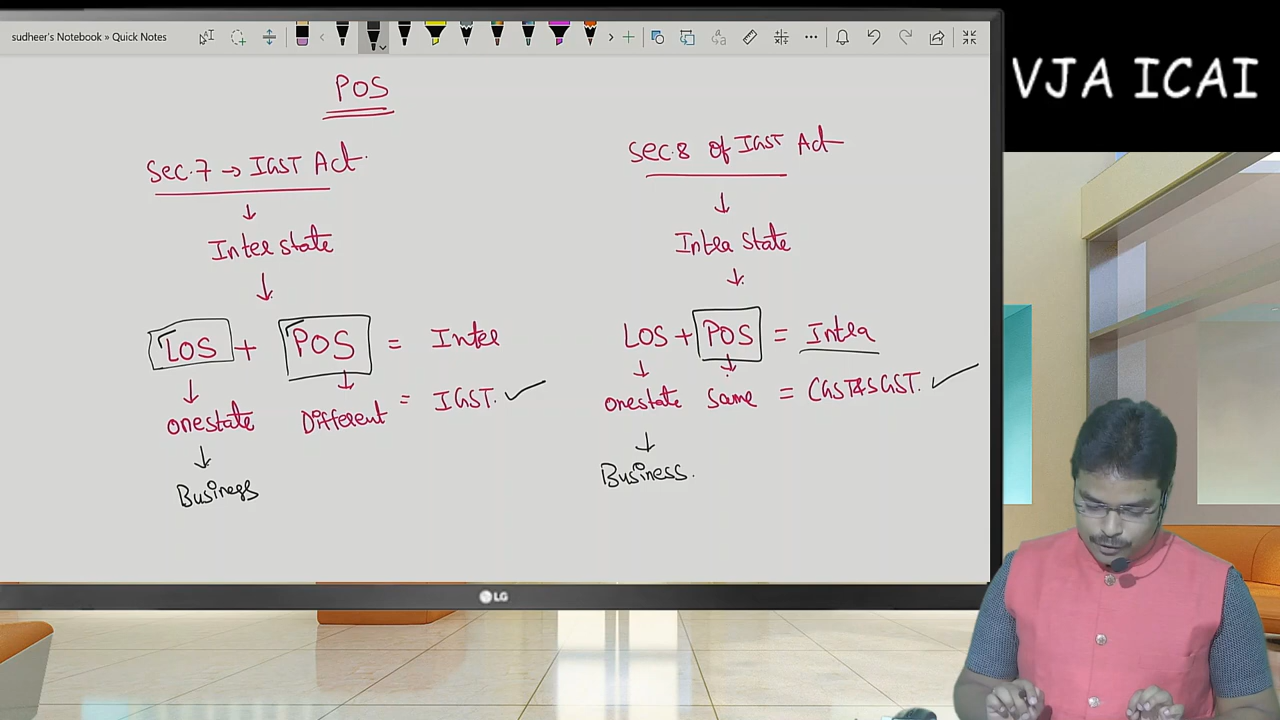 sudheer's Notebook » Quick Notes
VJA ICAI
POS
Sec.7 → IGST Act.
↓
Inter state
↓
LOS + POS = Inter
↓ ↓
onestate Different = IGST. ✓
↓
Business
Sec.8 of IGST Act
↓
Intra State
↓
LOS + POS = Intra
↓ ↓
onestate Same = CGST&SGST. ✓
↓
Business.
LG